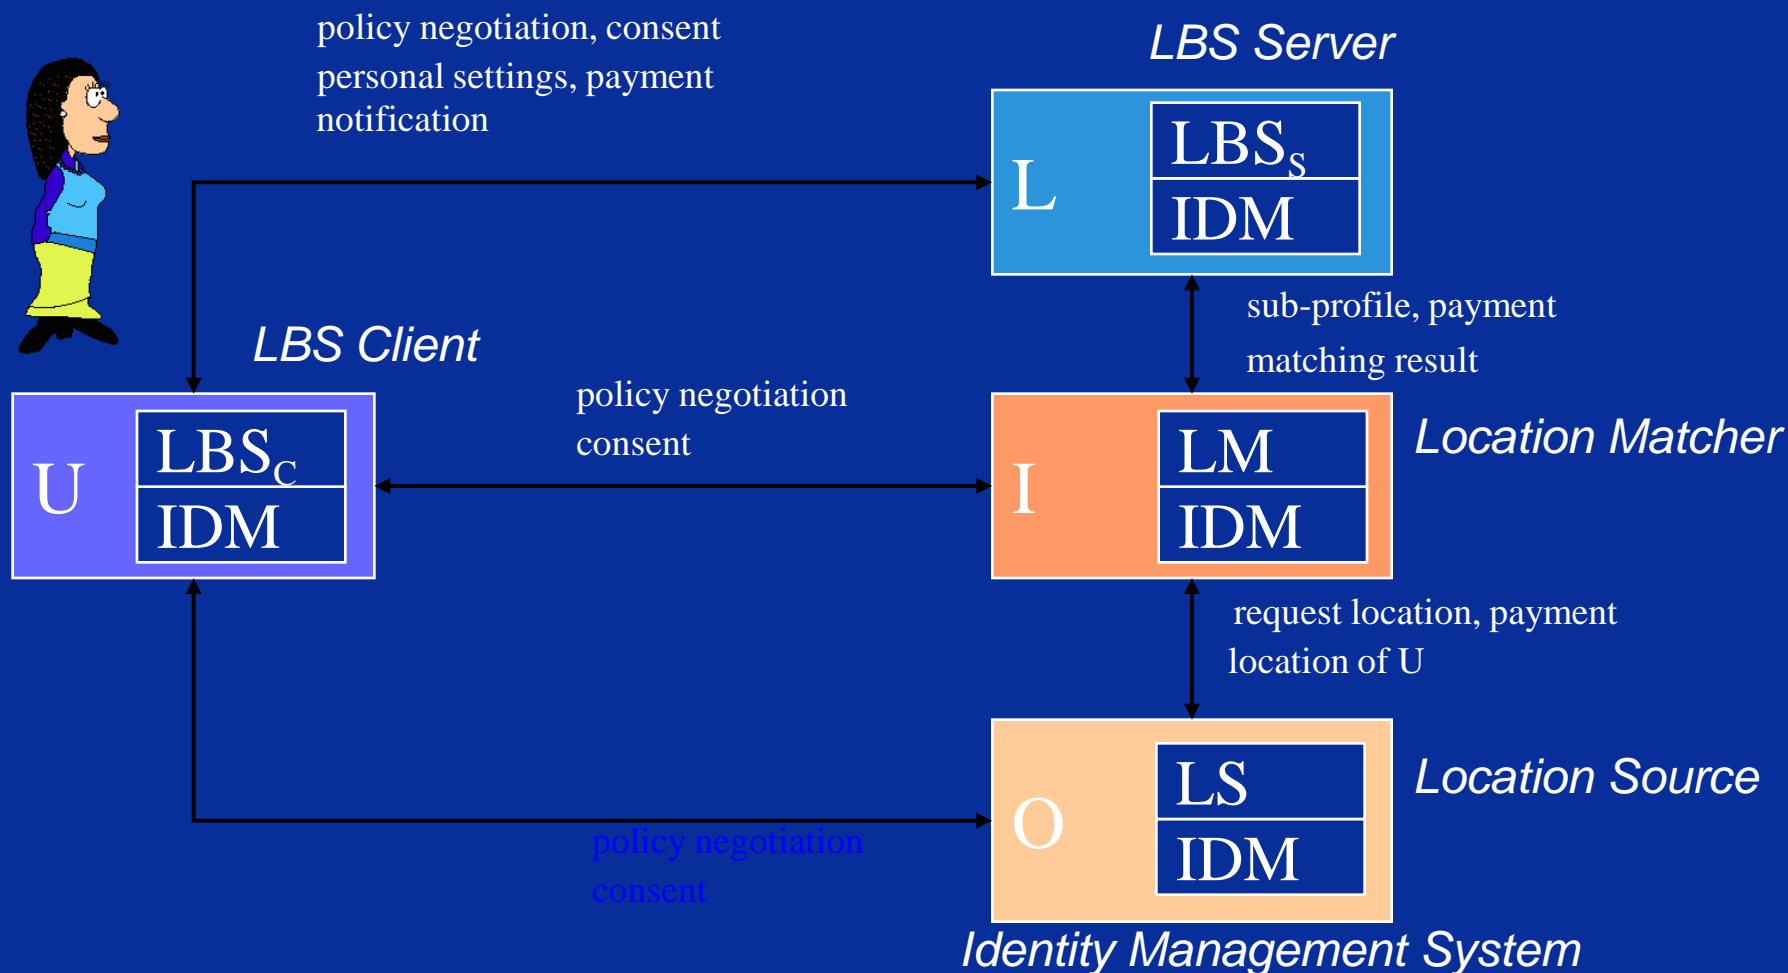 policy negotiation, consent
personal settings, payment
notification
LBS Server
L
LBSS
IDM
sub-profile, payment
matching result
LBS Client
U
LBSC
IDM
policy negotiation
consent
I
LM
IDM
Location Matcher
request location, payment
location of U
O
LS
IDM
Location Source
policy negotiation
consent
Identity Management System